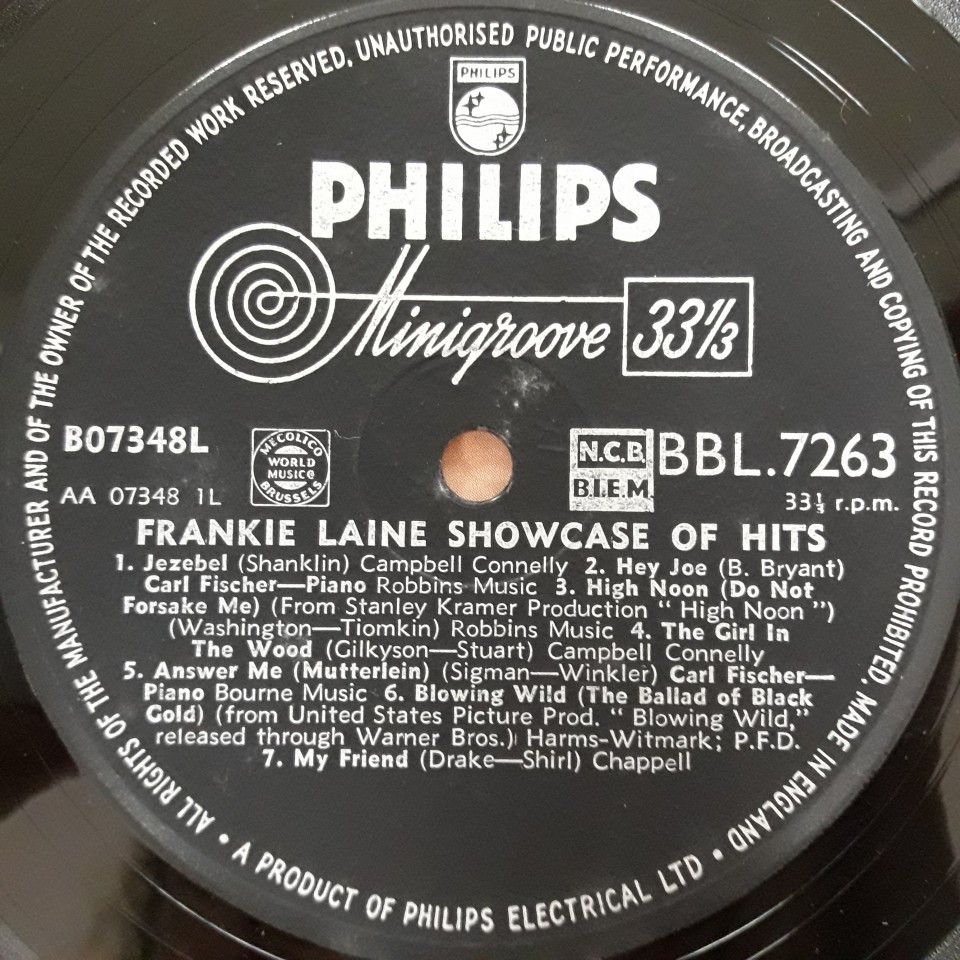 ALL RIGHTS OF THE MANUFACTURER AND OF THE OWNER OF THE RECORDED WORK RESERVED, UNAUTHORISED PUBLIC PERFORMANCE, BROADCASTING AND COPYING OF THIS RECORD PROHIBITED. MADE IN ENGLAND
PHILIPS
PHILIPS
Minigroove 33⅓
B07348L
AA 07348 1L
MECOLICO
WORLD
MUSICe
BRUSSELS
N.C.B.
B.I.E.M.
BBL.7263
33⅓ r.p.m.
FRANKIE LAINE SHOWCASE OF HITS
1. Jezebel (Shanklin) Campbell Connelly 2. Hey Joe (B. Bryant)
Carl Fischer—Piano Robbins Music 3. High Noon (Do Not
Forsake Me) (From Stanley Kramer Production “ High Noon ”)
(Washington—Tiomkin) Robbins Music 4. The Girl In
The Wood (Gilkyson—Stuart) Campbell Connelly
5. Answer Me (Mutterlein) (Sigman—Winkler) Carl Fischer—
Piano Bourne Music 6. Blowing Wild (The Ballad of Black
Gold) (from United States Picture Prod. “ Blowing Wild,”
released through Warner Bros.) Harms-Witmark; P.F.D.
7. My Friend (Drake—Shirl) Chappell
• A PRODUCT OF PHILIPS ELECTRICAL LTD •